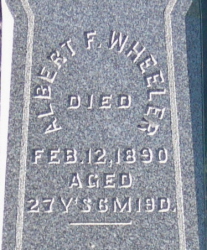 ALBERT F. WHEELER
DIED
FEB. 12, 1890
AGED
27 Y'S 6 M 19 D.